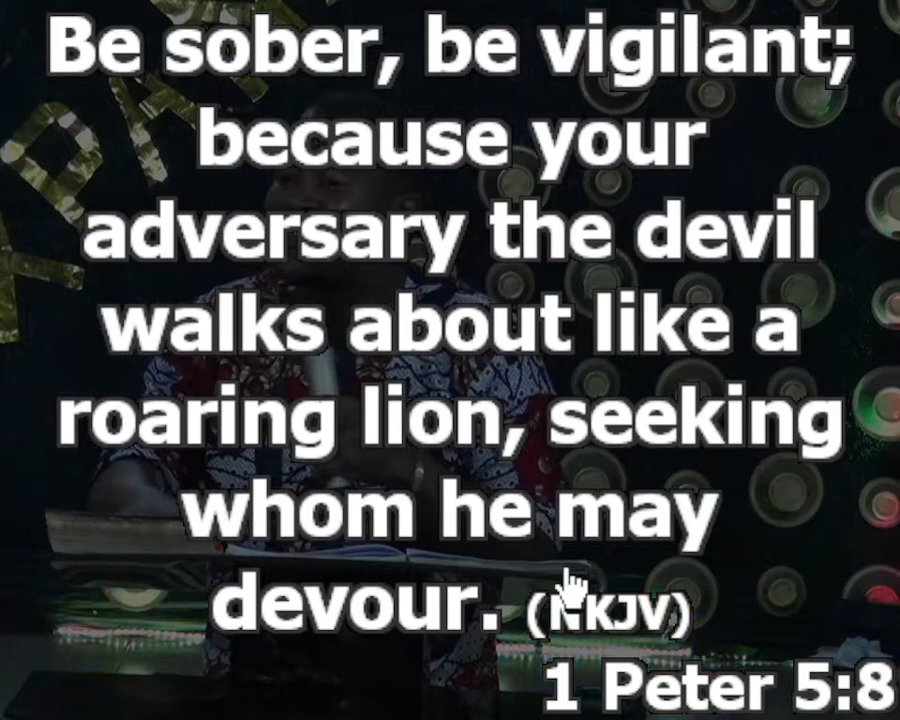 Be sober, be vigilant;
because your
adversary the devil
walks about like a
roaring lion, seeking
whom he may
devour. (NKJV)
1 Peter 5:8